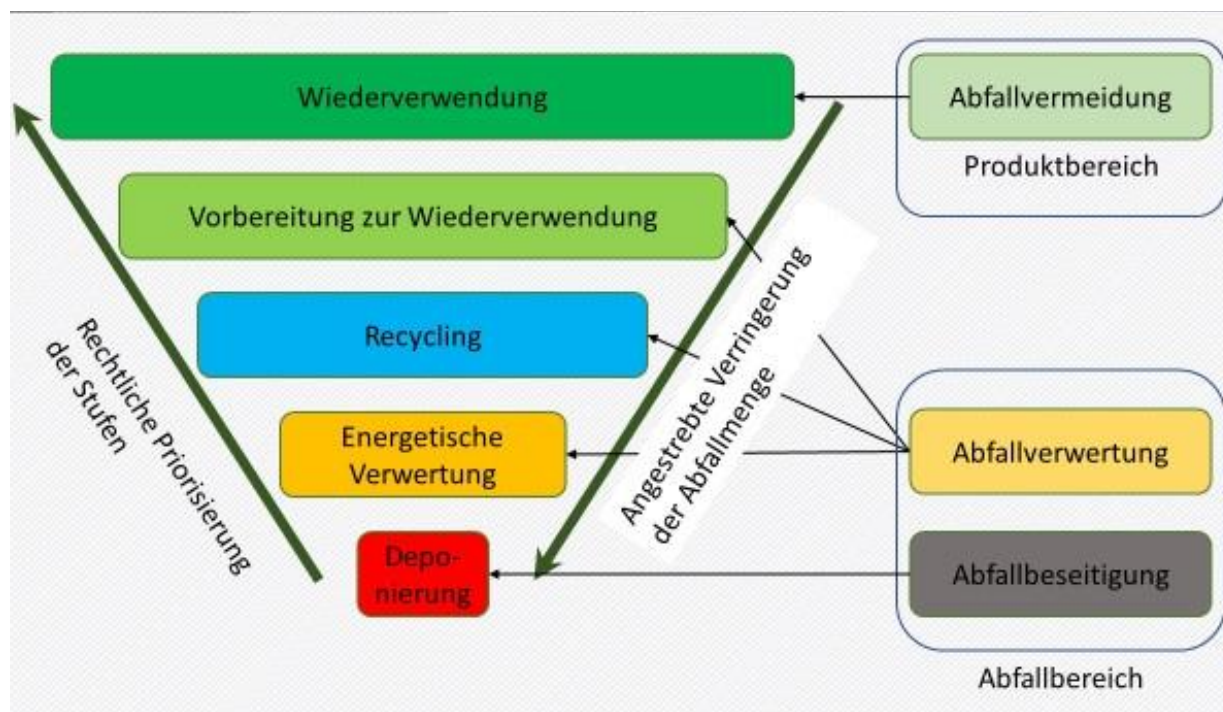 Wiederverwendung
Abfallvermeidung
Produktbereich
Vorbereitung zur Wiederverwendung
Recycling
Rechtliche Priorisierung
der Stufen
Angestrebte Verringerung
der Abfallmenge
Energetische
Verwertung
Abfallverwertung
Depo-
nierung
Abfallbeseitigung
Abfallbereich